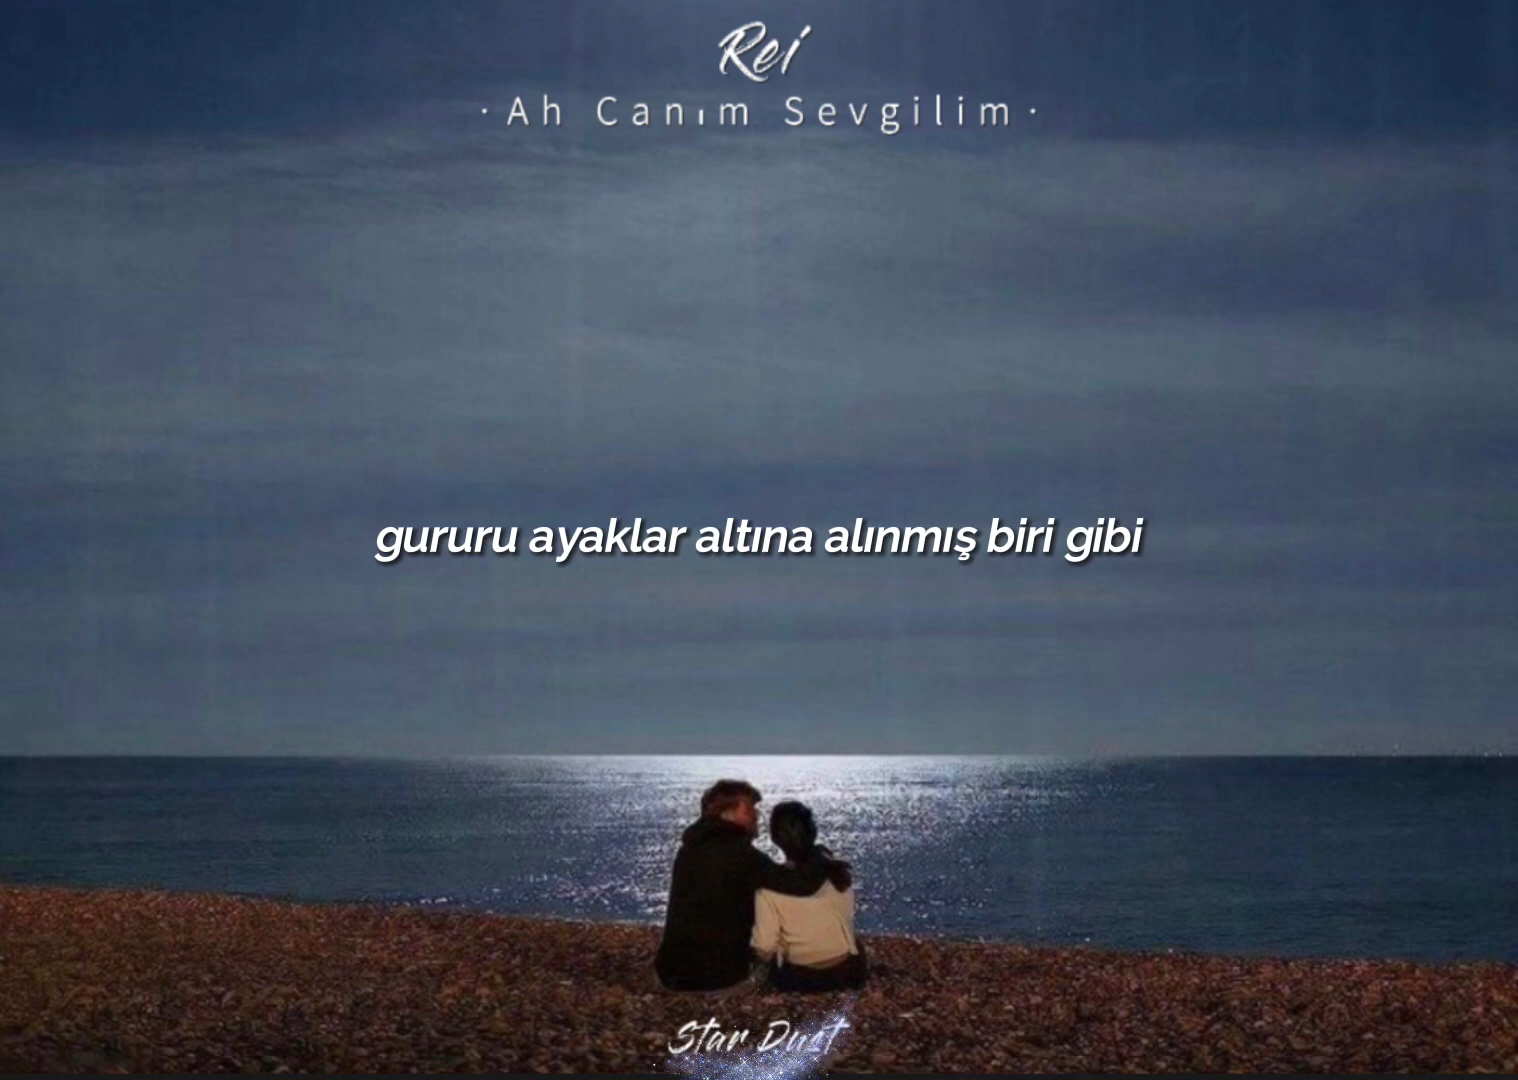 Rei
· Ah Canım Sevgilim ·
gururu ayaklar altına alınmış biri gibi
Star Dust